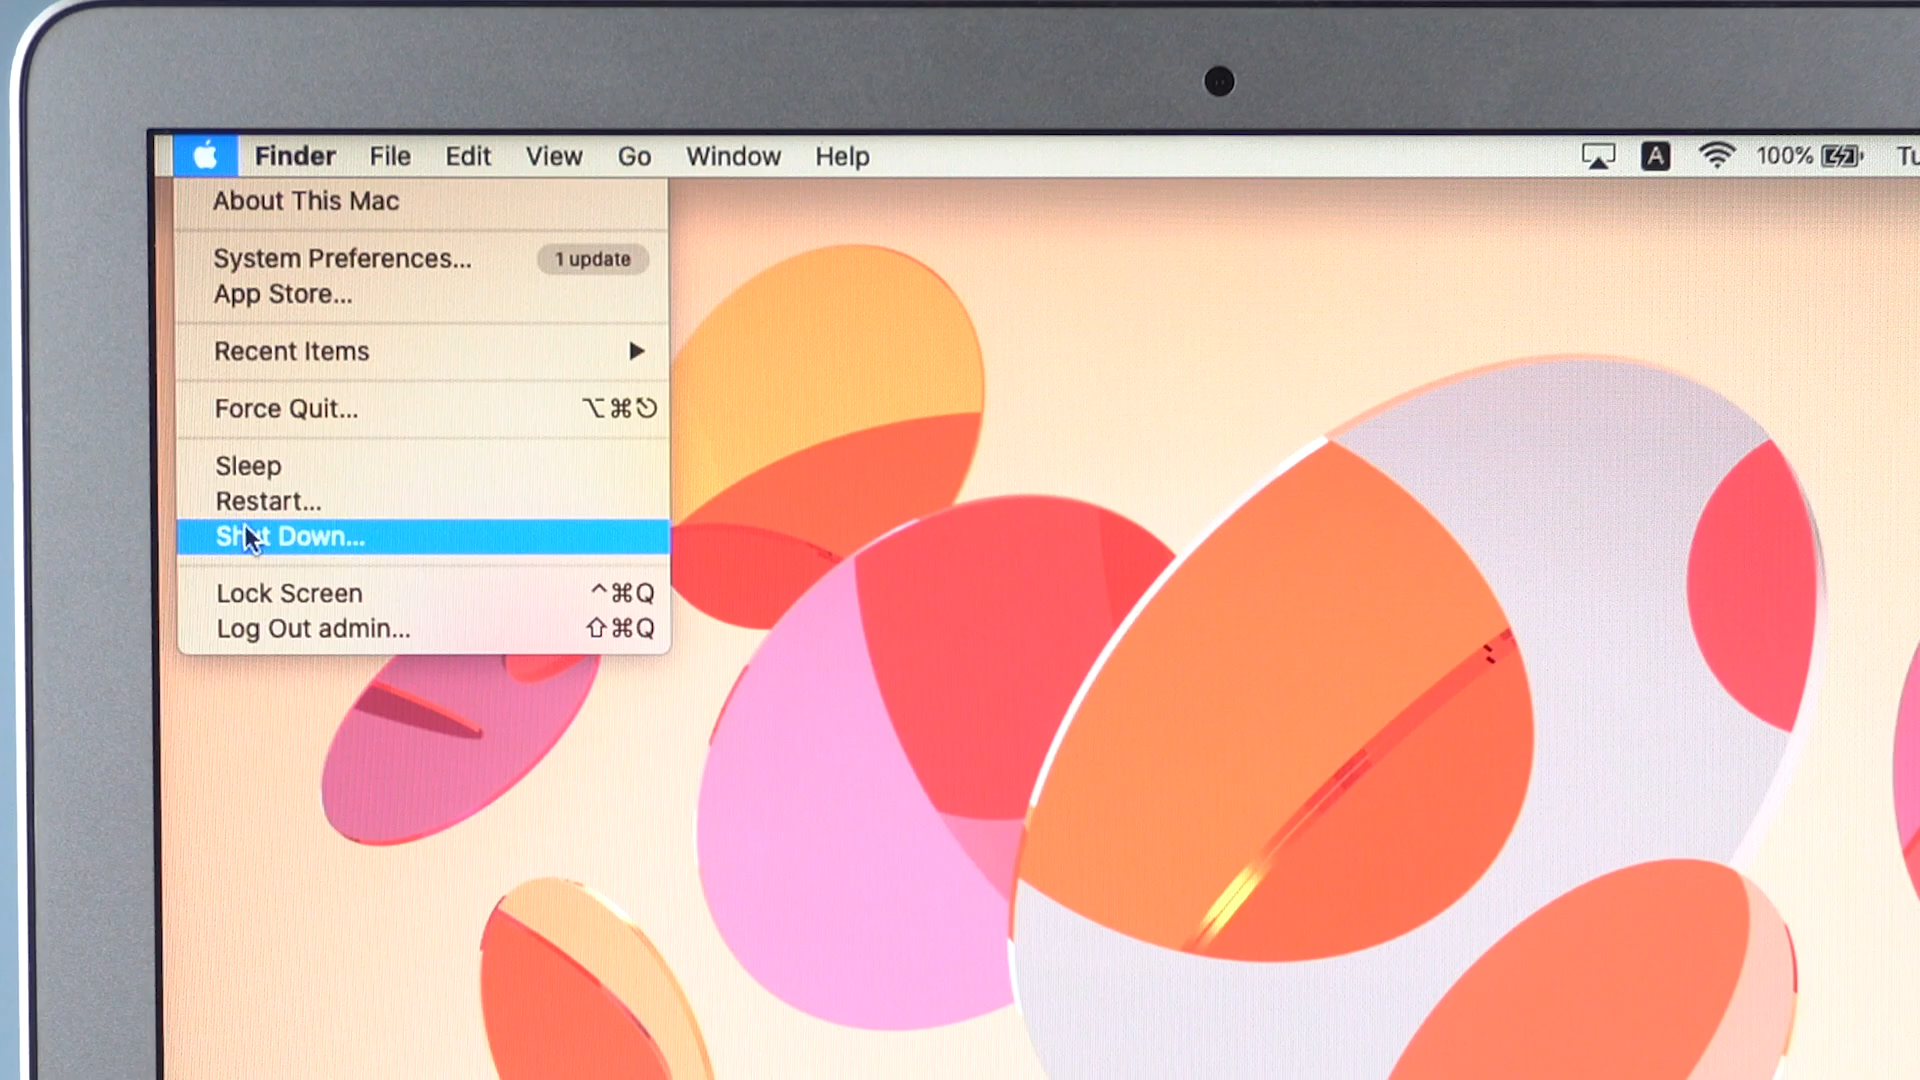 Finder File Edit View Go Window Help A 100%
About This Mac
System Preferences... 1 update
App Store...
Recent Items ▶
Force Quit... ⌥⌘⎋
Sleep
Restart...
Shut Down...
Lock Screen ^⌘Q
Log Out admin... ⇧⌘Q